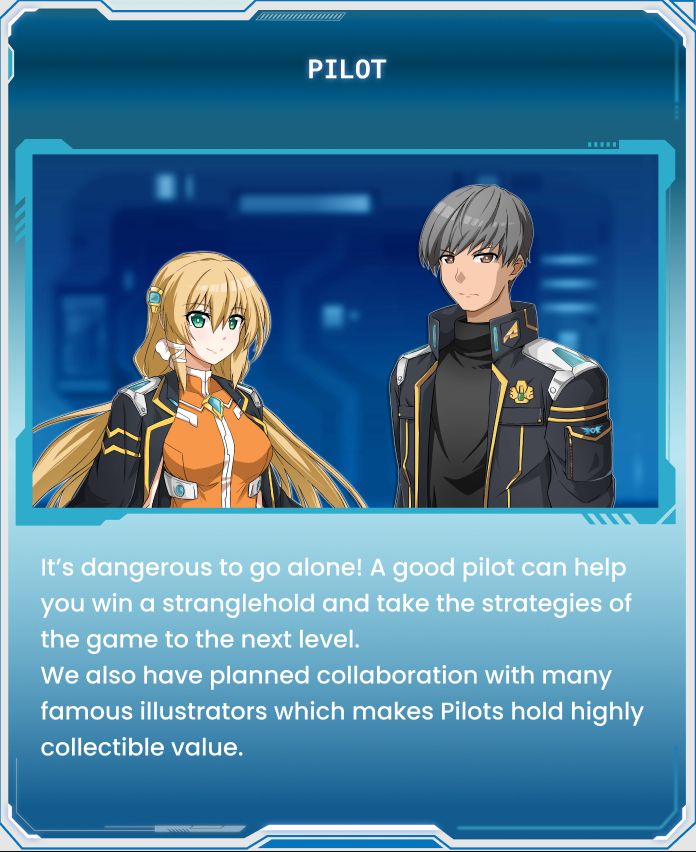 PILOT
It’s dangerous to go alone! A good pilot can help
you win a stranglehold and take the strategies of
the game to the next level.
We also have planned collaboration with many
famous illustrators which makes Pilots hold highly
collectible value.